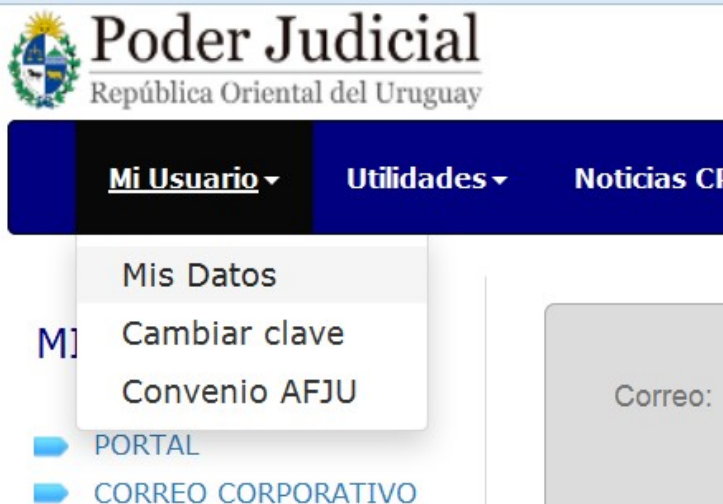 Poder Judicial
República Oriental del Uruguay
Mi Usuario Utilidades Noticias
Mis Datos
Cambiar clave
Convenio AFJU
Correo:
PORTAL
CORREO CORPORATIVO